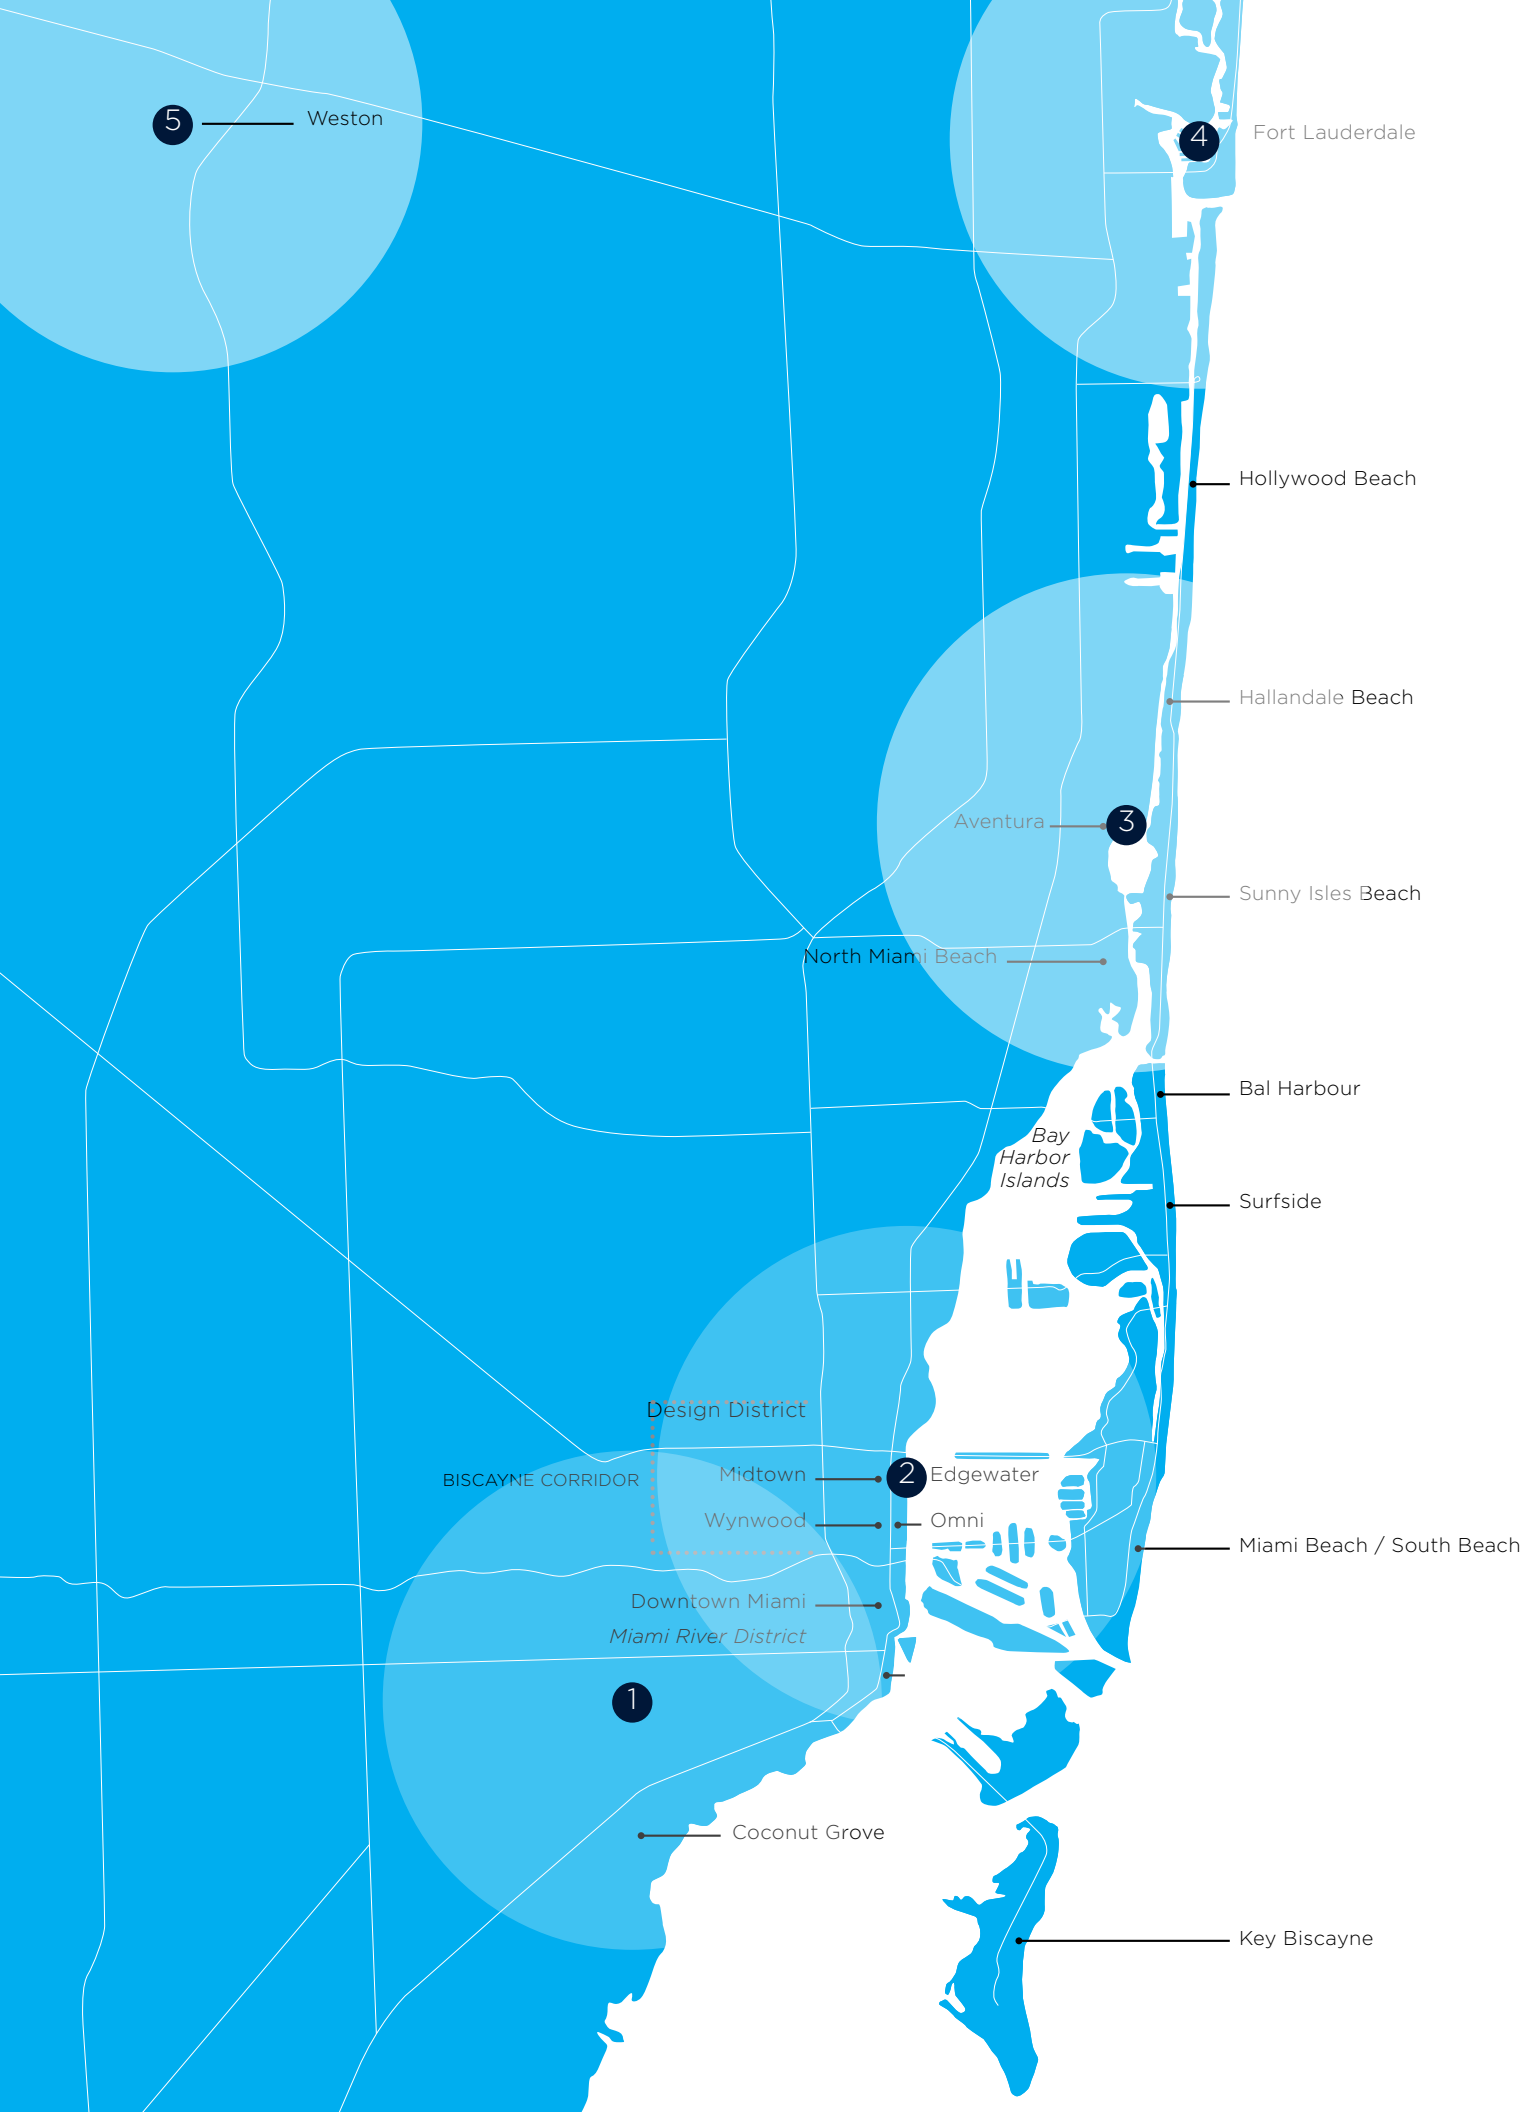 5
Weston
4
Fort Lauderdale
Hollywood Beach
Hallandale Beach
Aventura
3
Sunny Isles Beach
North Miami Beach
Bal Harbour
Bay
Harbor
Islands
Surfside
Design District
BISCAYNE CORRIDOR
Midtown
2
Edgewater
Wynwood
Omni
Miami Beach / South Beach
Downtown Miami
Miami River District
1
Coconut Grove
Key Biscayne